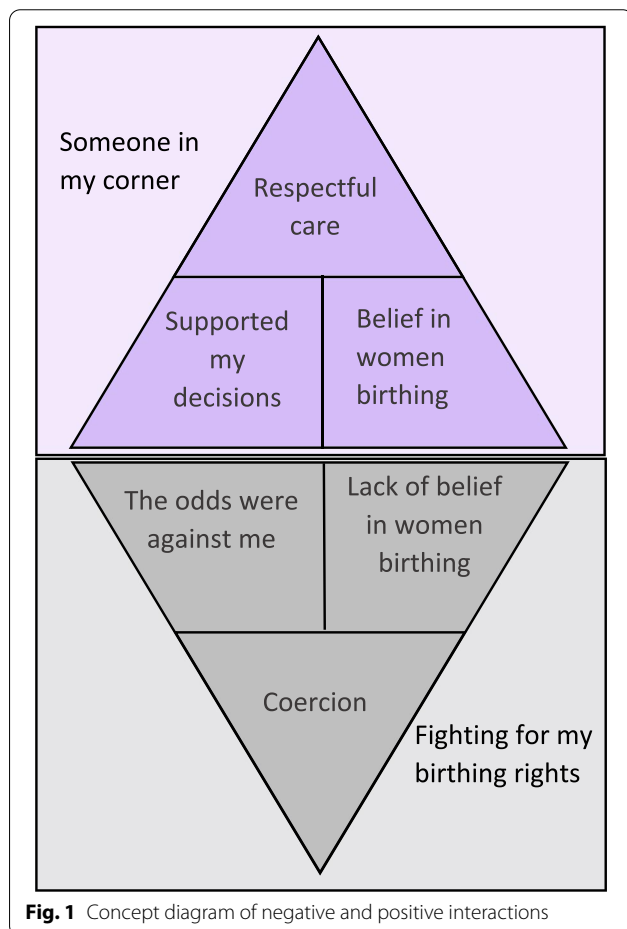 Someone in
my corner
Respectful
care
Supported
my
decisions
Belief in
women
birthing
The odds were
against me
Lack of belief
in women
birthing
Coercion
Fighting for my
birthing rights
Fig. 1 Concept diagram of negative and positive interactions